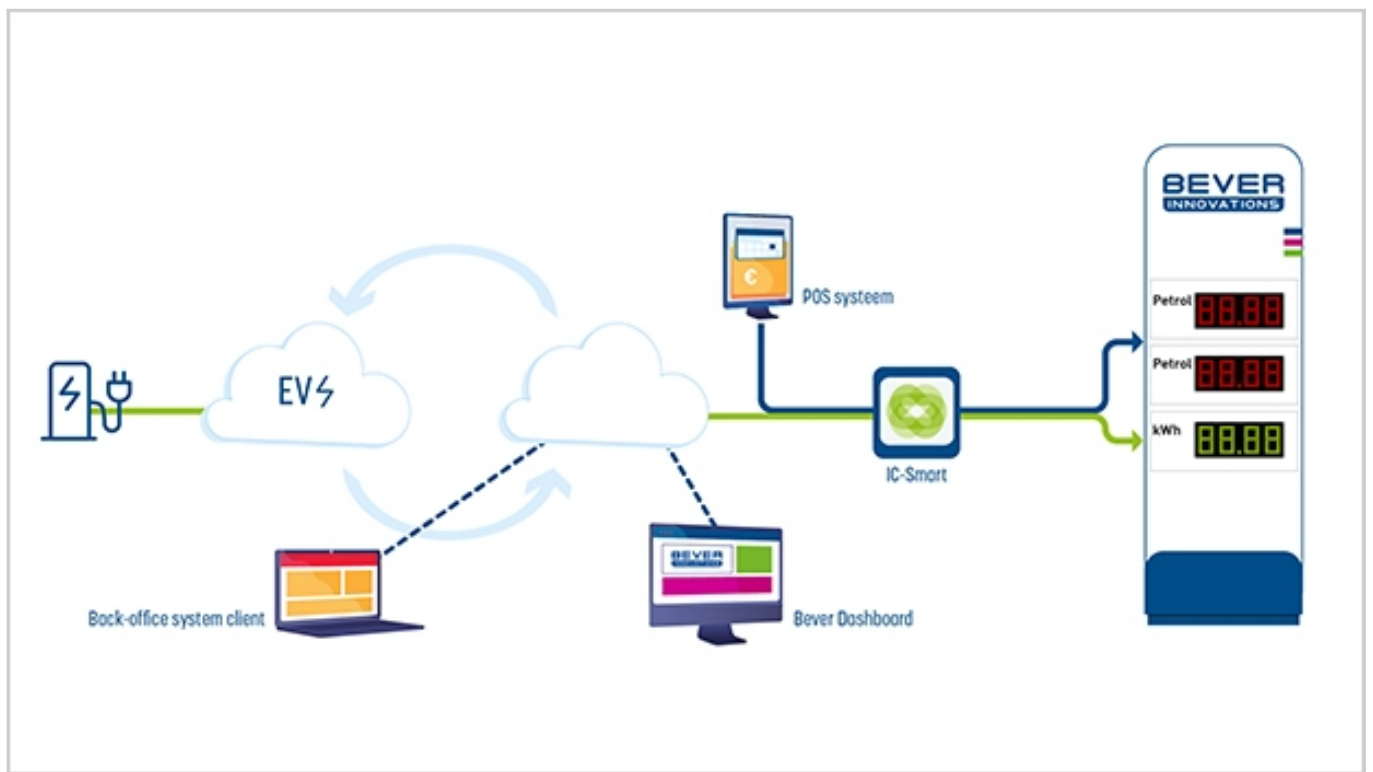 BEVER
INNOVATIONS
POS systeem
Petrol 88.88
Petrol 88.88
EV
kWh 88.88
IC-Smart
BEVER
INNOVATIONS
Back-office system client
Bever Dashboard